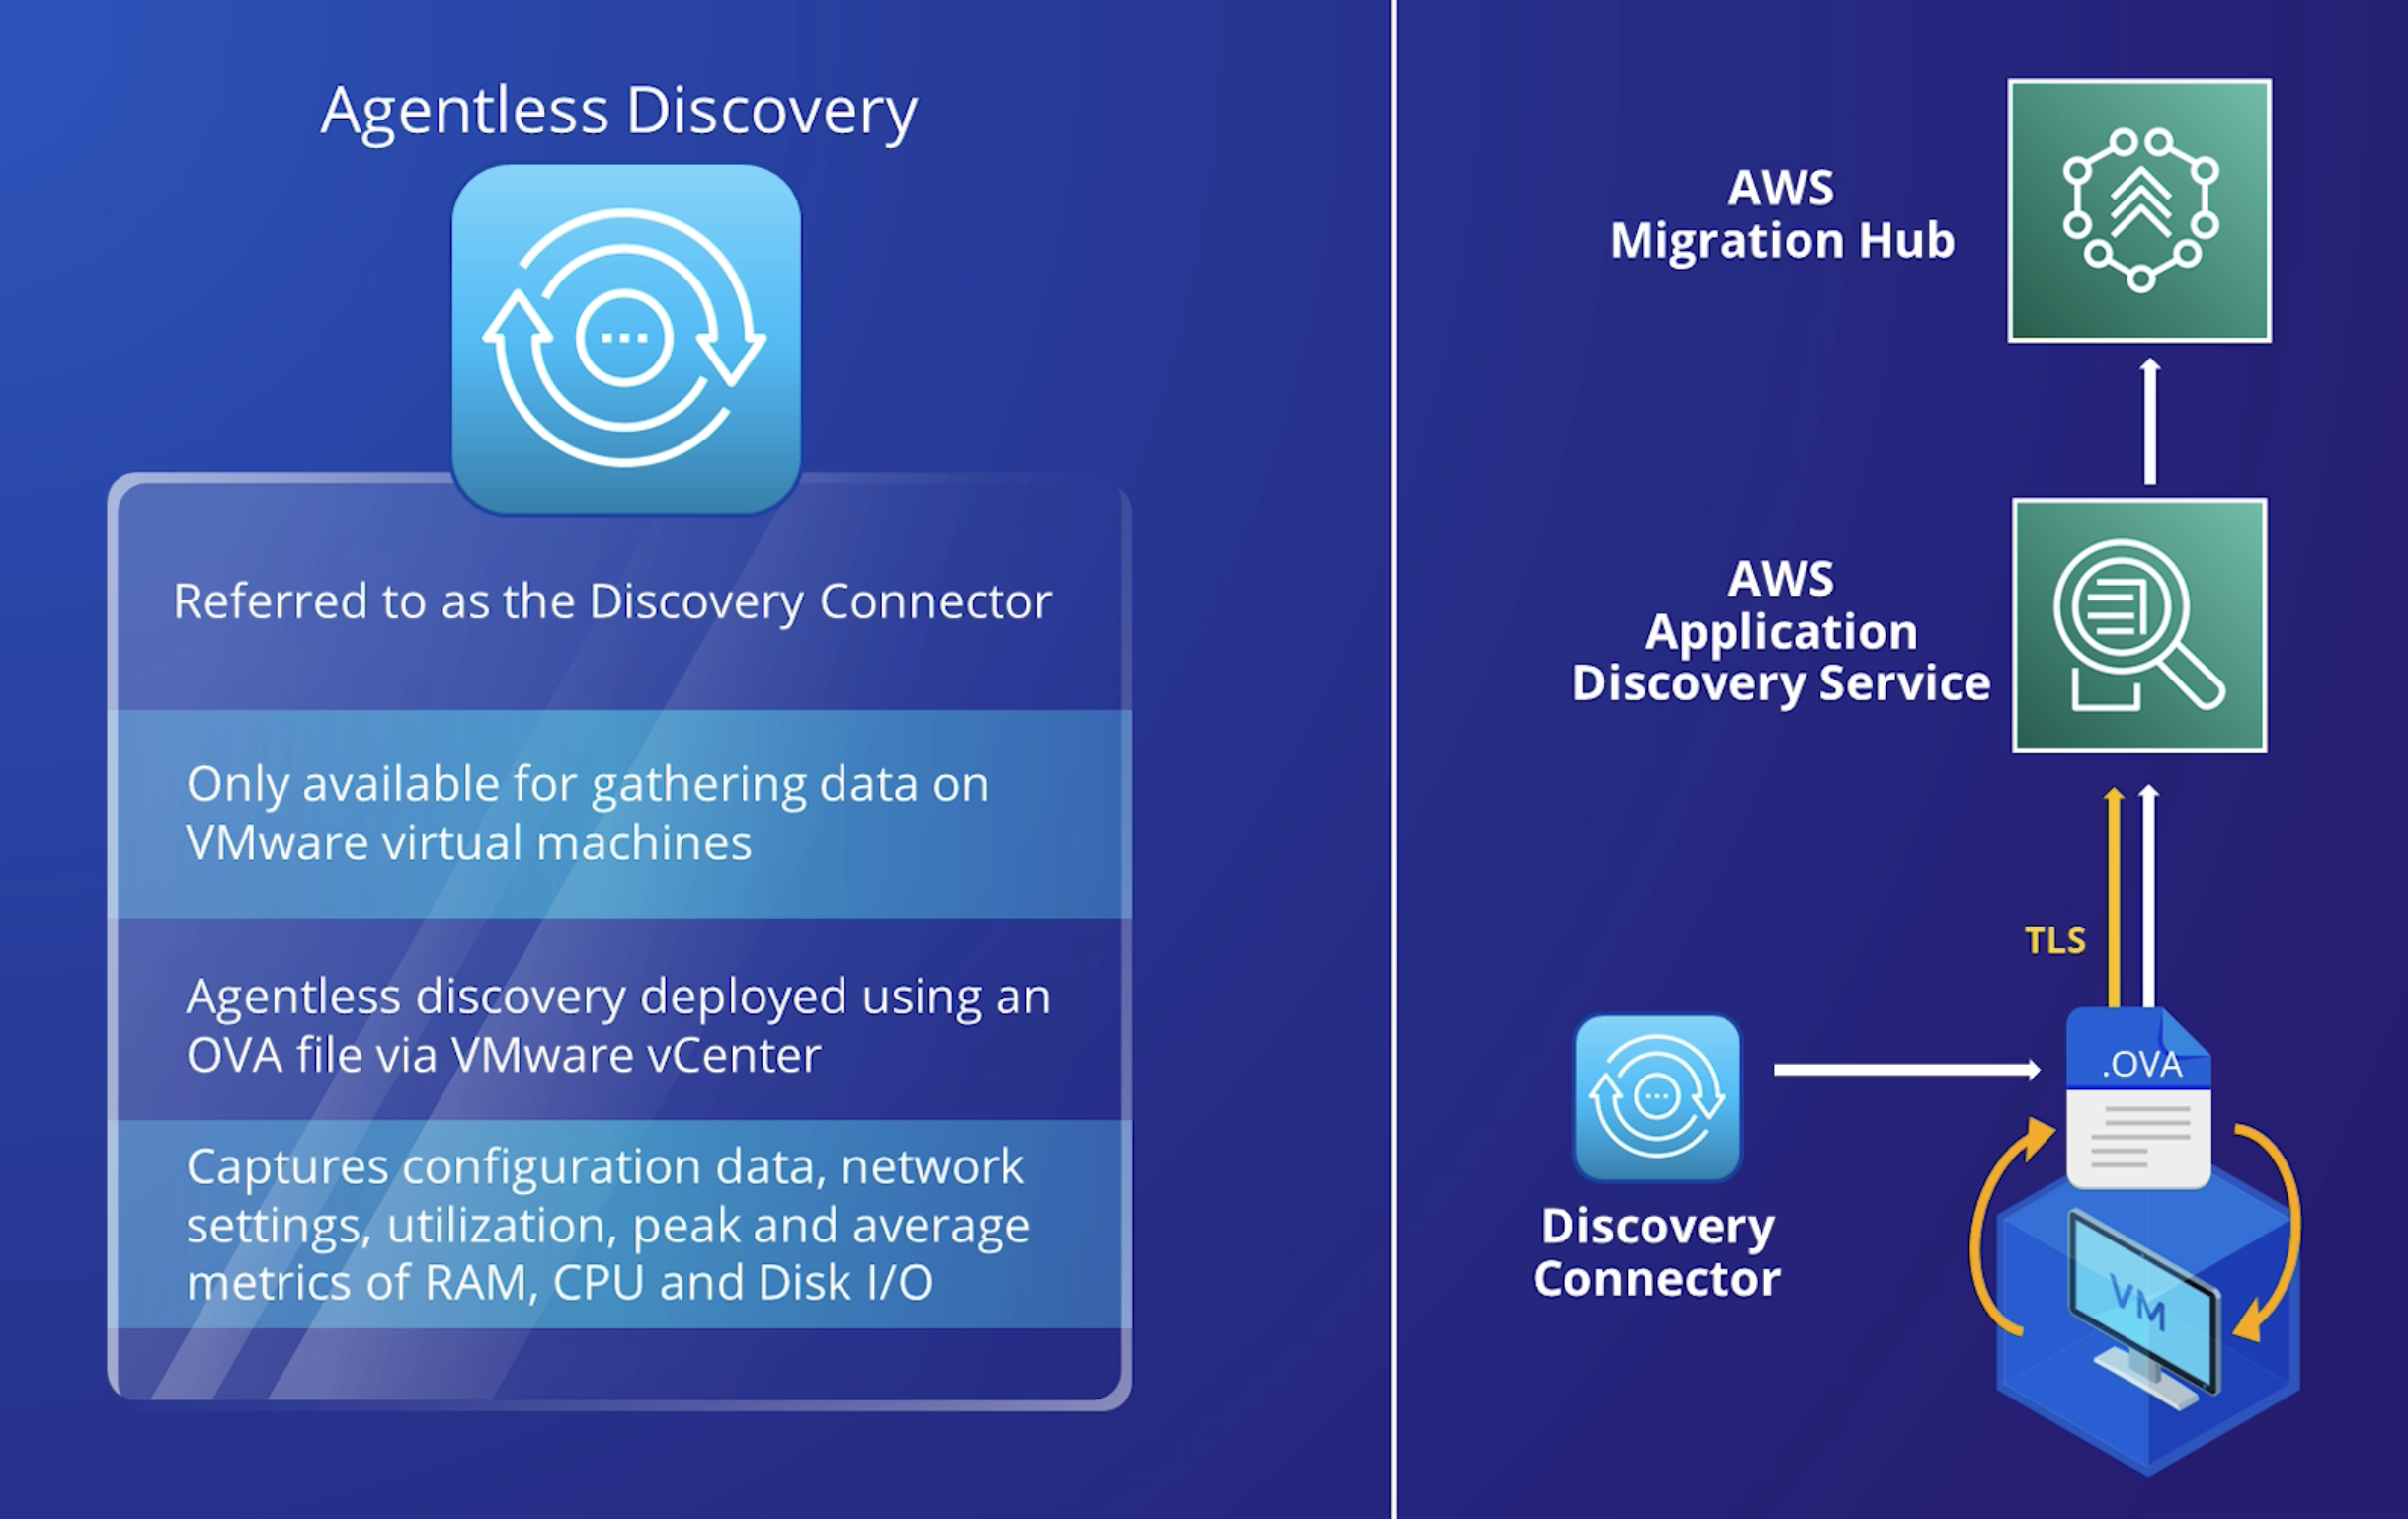 Agentless Discovery
Referred to as the Discovery Connector
Only available for gathering data on
VMware virtual machines
Agentless discovery deployed using an
OVA file via VMware vCenter
Captures configuration data, network
settings, utilization, peak and average
metrics of RAM, CPU and Disk I/O
AWS
Migration Hub
AWS
Application
Discovery Service
TLS
.OVA
Discovery
Connector
VM